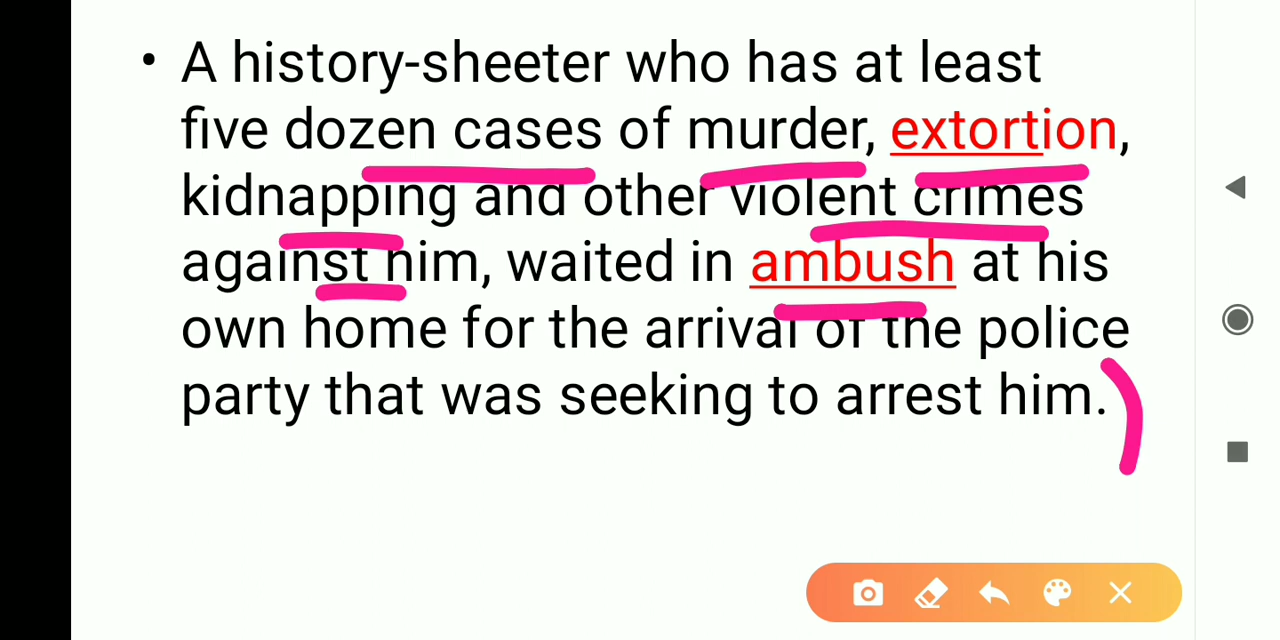 • A history-sheeter who has at least
five dozen cases of murder, extortion,
kidnapping and other violent crimes
against him, waited in ambush at his
own home for the arrival of the police
party that was seeking to arrest him.